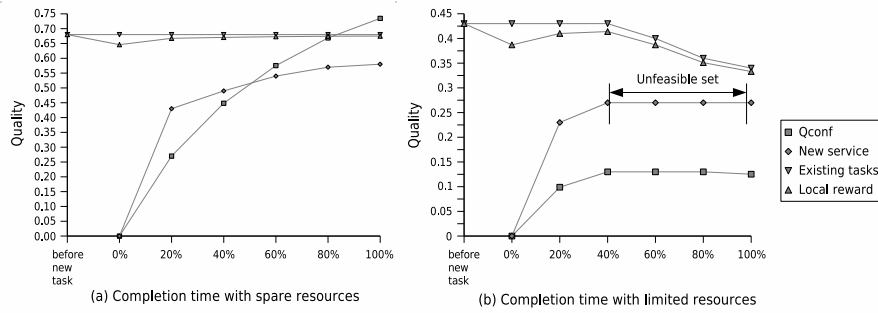 0.75
0.70
0.65
0.60
0.55
0.50
0.45
0.40
0.35
0.30
0.25
0.20
0.15
0.10
0.05
0.00
Quality
before
new
task
0%
20%
40%
60%
80%
100%
(a) Completion time with spare resources
0.45
0.4
0.35
0.3
0.25
0.2
0.15
0.1
0.05
0
Quality
Unfeasible set
before
new
task
0%
20%
40%
60%
80%
100%
(b) Completion time with limited resources
Qconf
New service
Existing tasks
Local reward